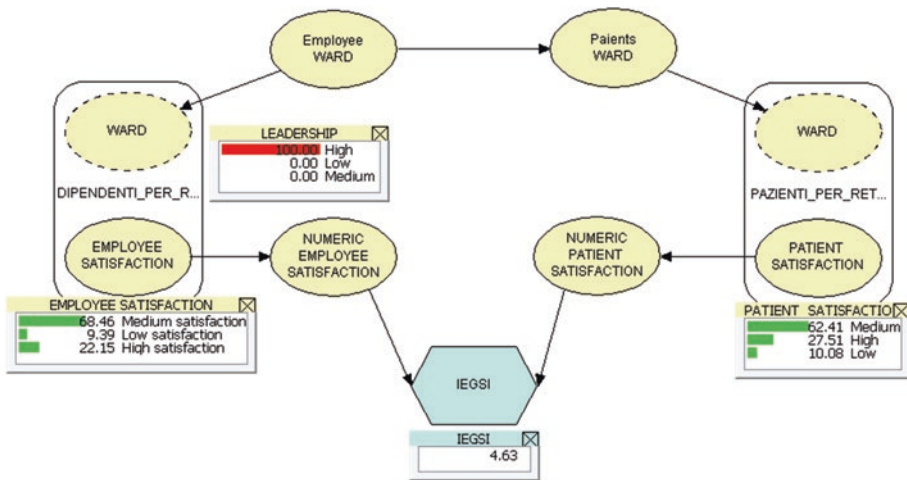 Employee
WARD
Paients
WARD
WARD
WARD
LEADERSHIP
100.00 High
0.00 Low
0.00 Medium
DIPENDENTI_PER_R...
PAZIENTI_PER_RET...
EMPLOYEE
SATISFACTION
NUMERIC
EMPLOYEE
SATISFACTION
NUMERIC
PATIENT
SATISFACTION
PATIENT
SATISFACTION
EMPLOYEE SATISFACTION
68.46 Medium satisfaction
9.39 Low satisfaction
22.15 High satisfaction
PATIENT SATISFACTIO
62.41 Medium
27.51 High
10.08 Low
IEGSI
IEGSI
4.63